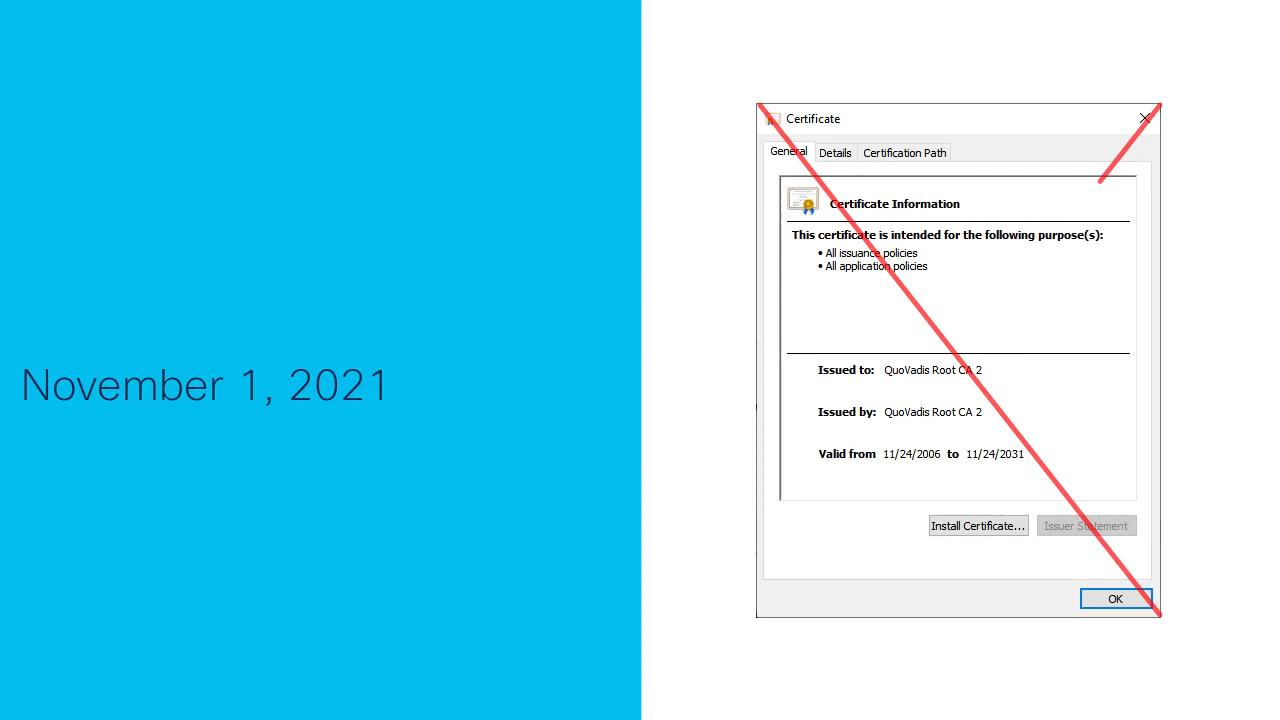 November 1, 2021
Certificate
General Details Certification Path
Certificate Information
This certificate is intended for the following purpose(s):
• All issuance policies
• All application policies
Issued to: QuoVadis Root CA 2
Issued by: QuoVadis Root CA 2
Valid from 11/24/2006 to 11/24/2031
Install Certificate... Issuer Statement
OK